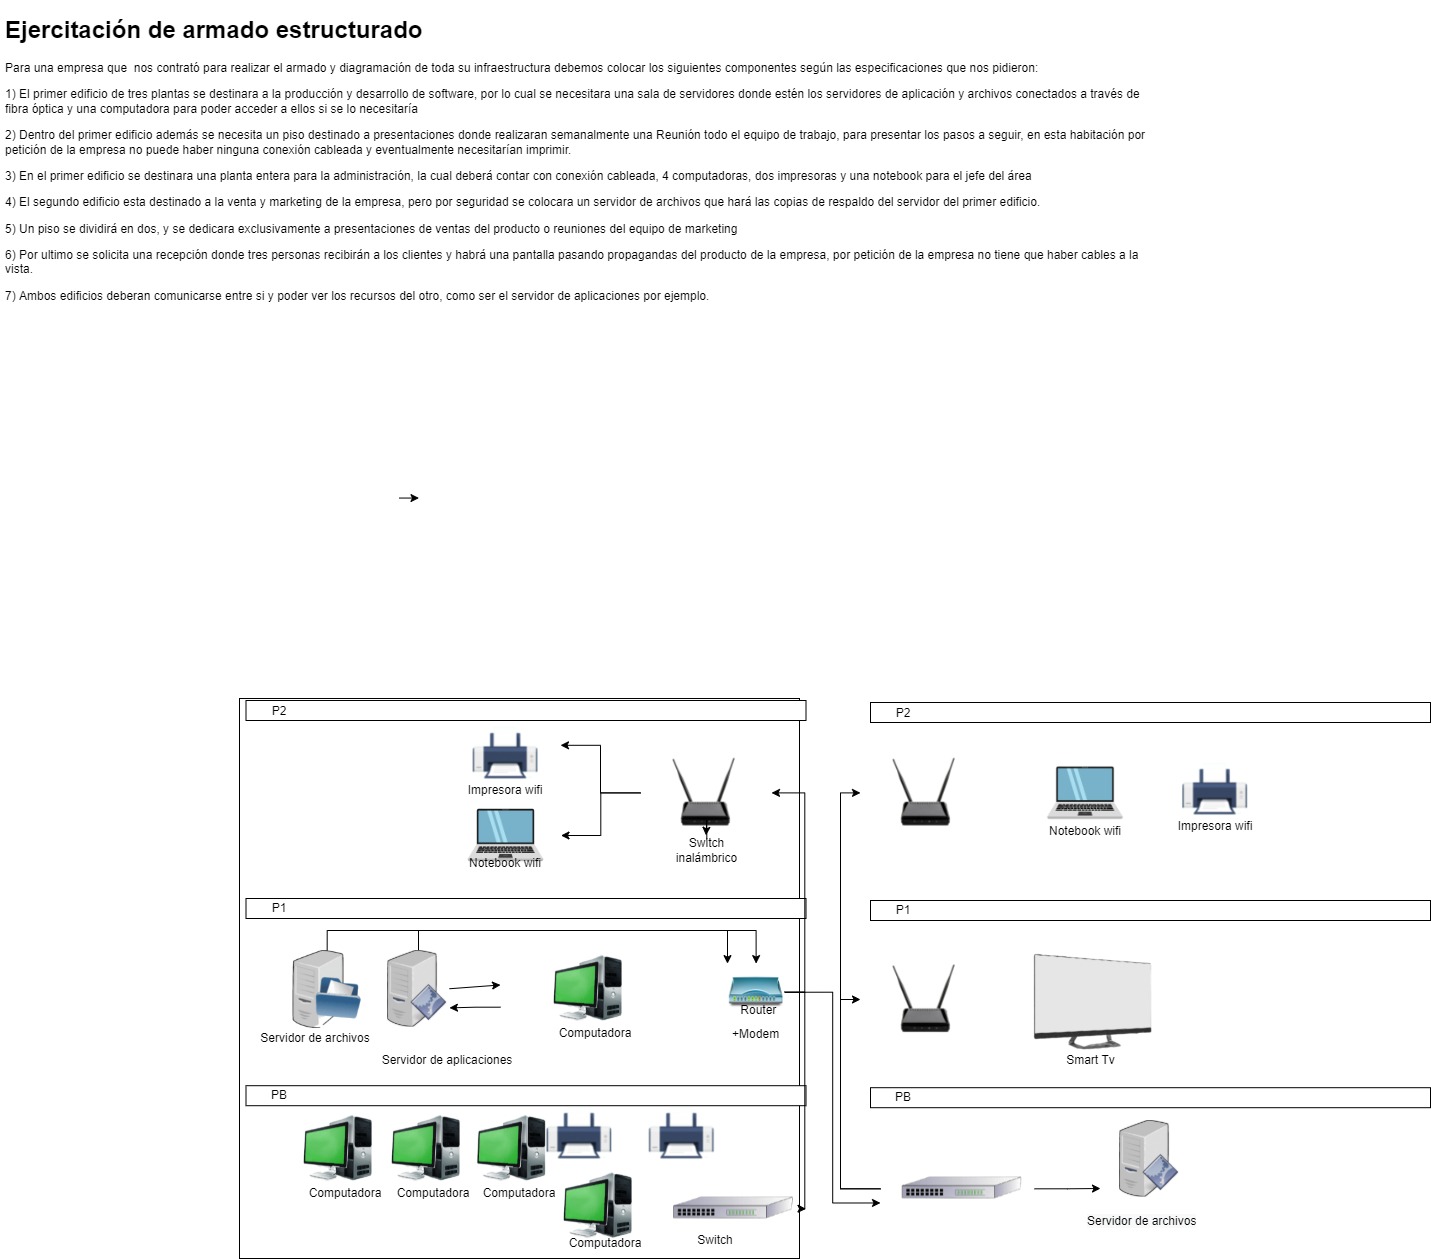 Ejercitación de armado estructurado
Para una empresa que  nos contrató para realizar el armado y diagramación de toda su infraestructura debemos colocar los siguientes componentes según las especificaciones que nos pidieron:
1) El primer edificio de tres plantas se destinara a la producción y desarrollo de software, por lo cual se necesitara una sala de servidores donde estén los servidores de aplicación y archivos conectados a través de
fibra óptica y una computadora para poder acceder a ellos si se lo necesitaría
2) Dentro del primer edificio además se necesita un piso destinado a presentaciones donde realizaran semanalmente una Reunión todo el equipo de trabajo, para presentar los pasos a seguir, en esta habitación por
petición de la empresa no puede haber ninguna conexión cableada y eventualmente necesitarían imprimir.
3) En el primer edificio se destinara una planta entera para la administración, la cual deberá contar con conexión cableada, 4 computadoras, dos impresoras y una notebook para el jefe del área
4) El segundo edificio esta destinado a la venta y marketing de la empresa, pero por seguridad se colocara un servidor de archivos que hará las copias de respaldo del servidor del primer edificio.
5) Un piso se dividirá en dos, y se dedicara exclusivamente a presentaciones de ventas del producto o reuniones del equipo de marketing
6) Por ultimo se solicita una recepción donde tres personas recibirán a los clientes y habrá una pantalla pasando propagandas del producto de la empresa, por petición de la empresa no tiene que haber cables a la
vista.
7) Ambos edificios deberan comunicarse entre si y poder ver los recursos del otro, como ser el servidor de aplicaciones por ejemplo.
P2
Impresora wifi
Notebook wifi
Switch
inalámbrico
P1
Servidor de archivos
Servidor de aplicaciones
Computadora
Router
+Modem
PB
Computadora
Computadora
Computadora
Computadora
Switch
P2
Notebook wifi
Impresora wifi
P1
Smart Tv
PB
Servidor de archivos